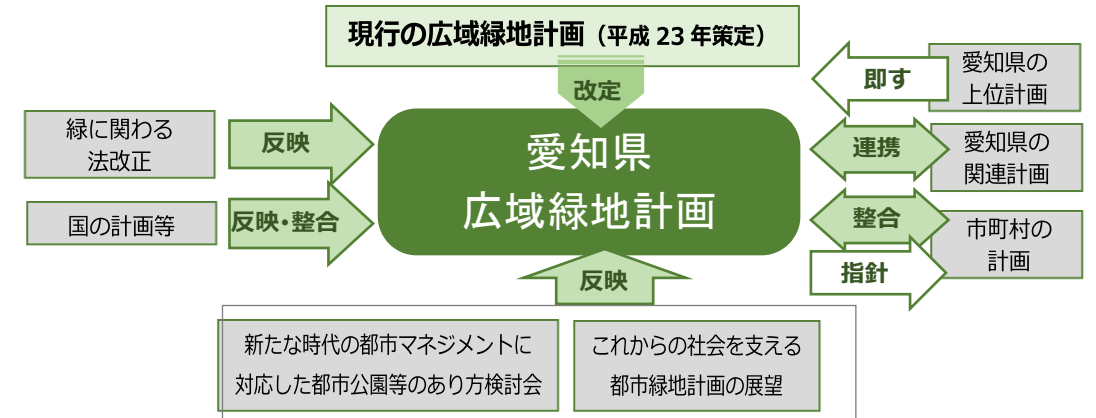 現行の広域緑地計画（平成 23 年策定）
改定
即す
愛知県の
上位計画
緑に関わる
法改正
反映
愛知県
広域緑地計画
連携
愛知県の
関連計画
国の計画等
反映・整合
整合
市町村の
計画
指針
反映
新たな時代の都市マネジメントに
対応した都市公園等のあり方検討会
これからの社会を支える
都市緑地計画の展望